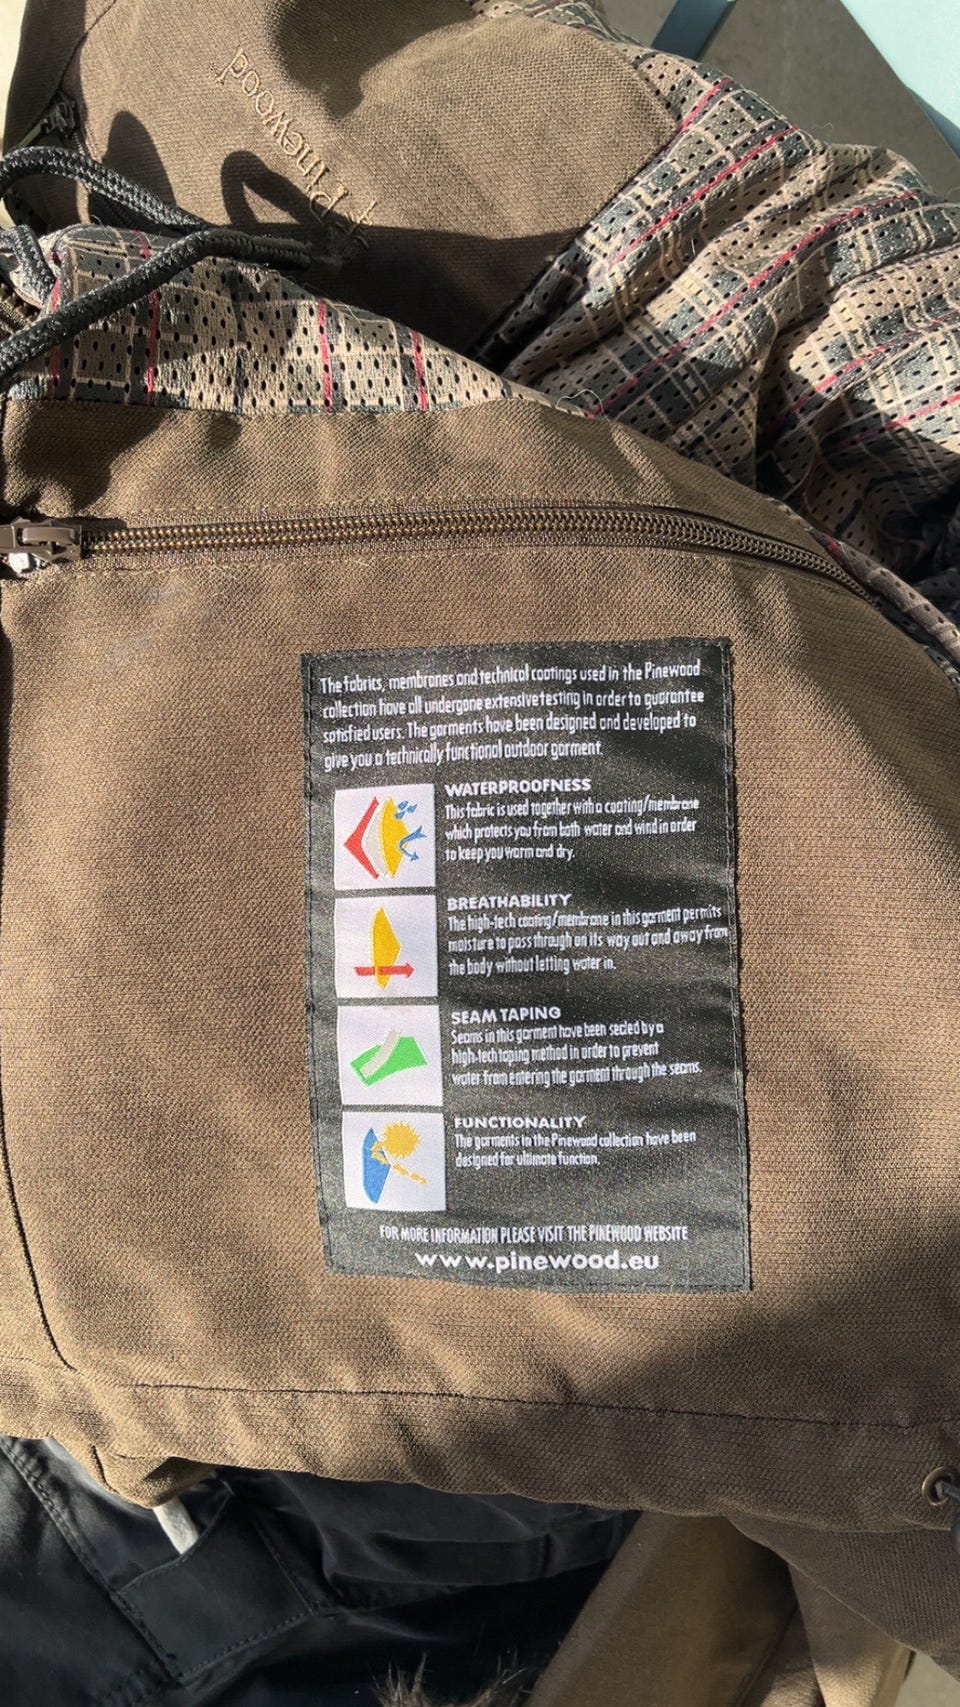 Pinewood
The fabrics, membranes and technical coatings used in the Pinewood
collection have all undergone extensive testing in order to guarantee
satisfied users. The garments have been designed and developed to
give you a technically functional outdoor garment.
WATERPROOFNESS
This fabric is used together with a coating/membrane
which protects you from both water and wind in order
to keep you warm and dry.
BREATHABILITY
The high-tech coating/membrane in this garment permits
moisture to pass through on its way out and away from
the body without letting water in.
SEAM TAPING
Seams in this garment have been sealed by a
high-tech taping method in order to prevent
water from entering the garment through the seams.
FUNCTIONALITY
The garments in the Pinewood collection have been
designed for ultimate function.
FOR MORE INFORMATION PLEASE VISIT THE PINEWOOD WEBSITE
www.pinewood.eu